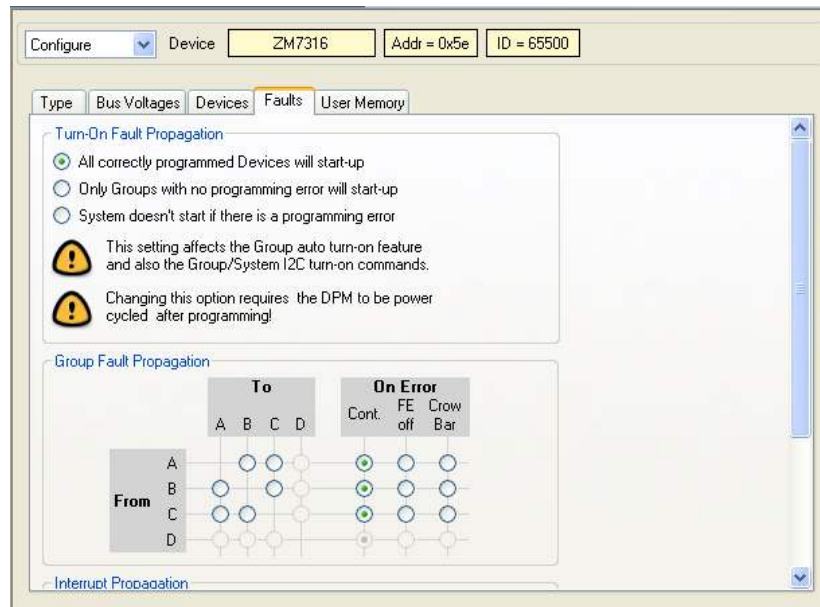 Configure Device ZM7316 Addr = 0x5e ID = 65500
Type Bus Voltages Devices Faults User Memory
Turn-On Fault Propagation
All correctly programmed Devices will start-up
Only Groups with no programming error will start-up
System doesn't start if there is a programming error
This setting affects the Group auto turn-on feature
and also the Group/System I2C turn-on commands.
Changing this option requires the DPM to be power
cycled after programming!
Group Fault Propagation
To On Error
A B C D Cont. FE off Crow Bar
From
A
B
C
D
Interrupt Propagation